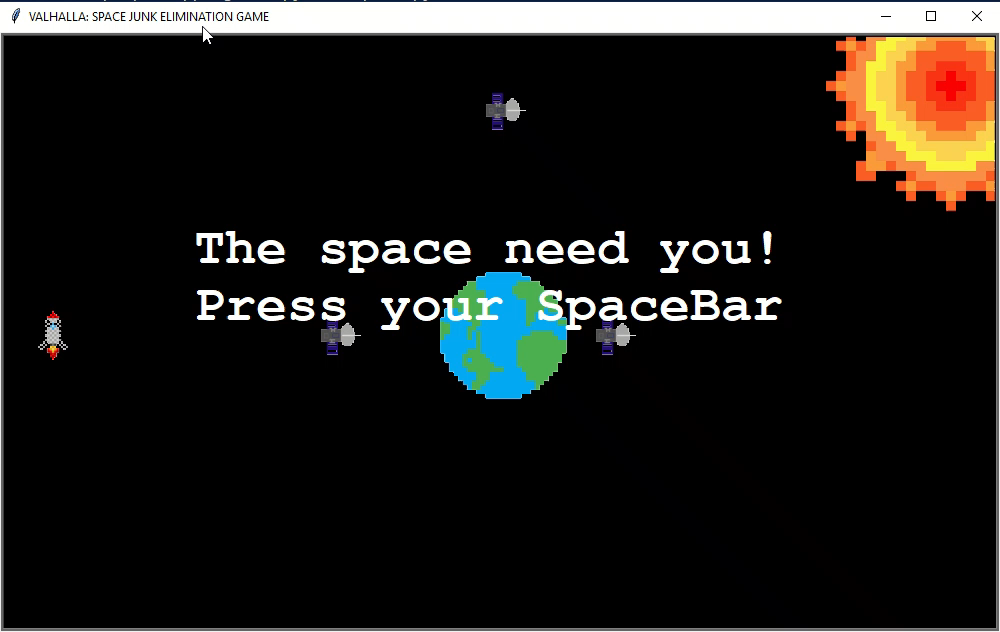 VALHALLA: SPACE JUNK ELIMINATION GAME
The space need you!
Press your SpaceBar